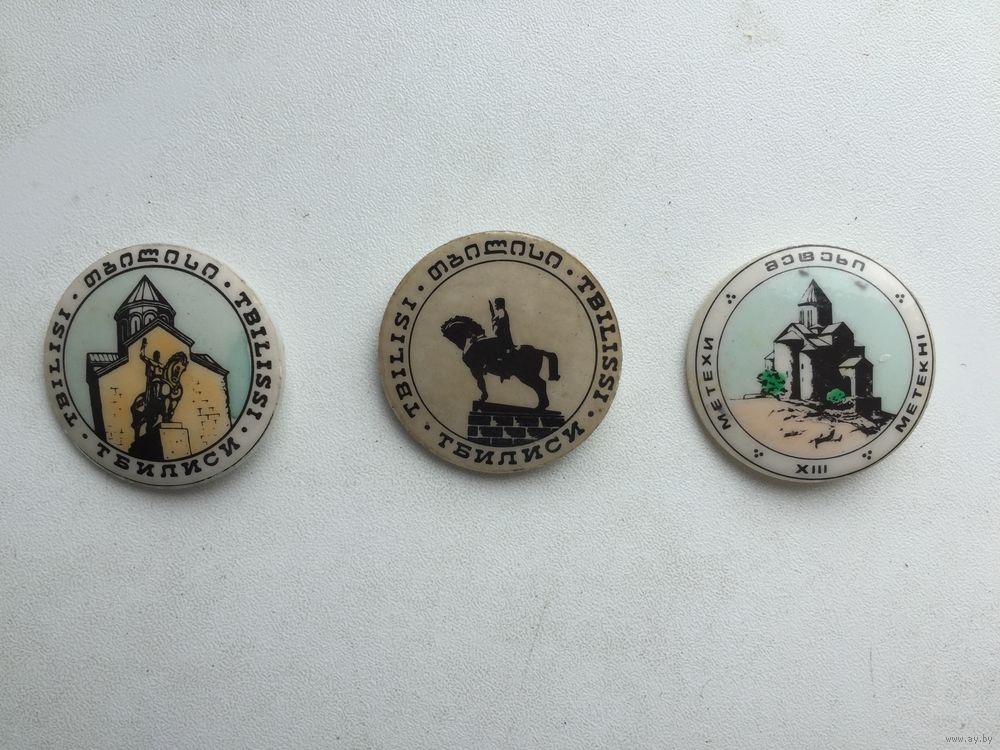 TBILISI · თბილისი · TBILISSI · ТБИЛИСИ ·
TBILISI · თბილისი · TBILISSI · ТБИЛИСИ ·
მეტეხი
МЕТЕХИ
METEKHI
XIII
www.ay.by